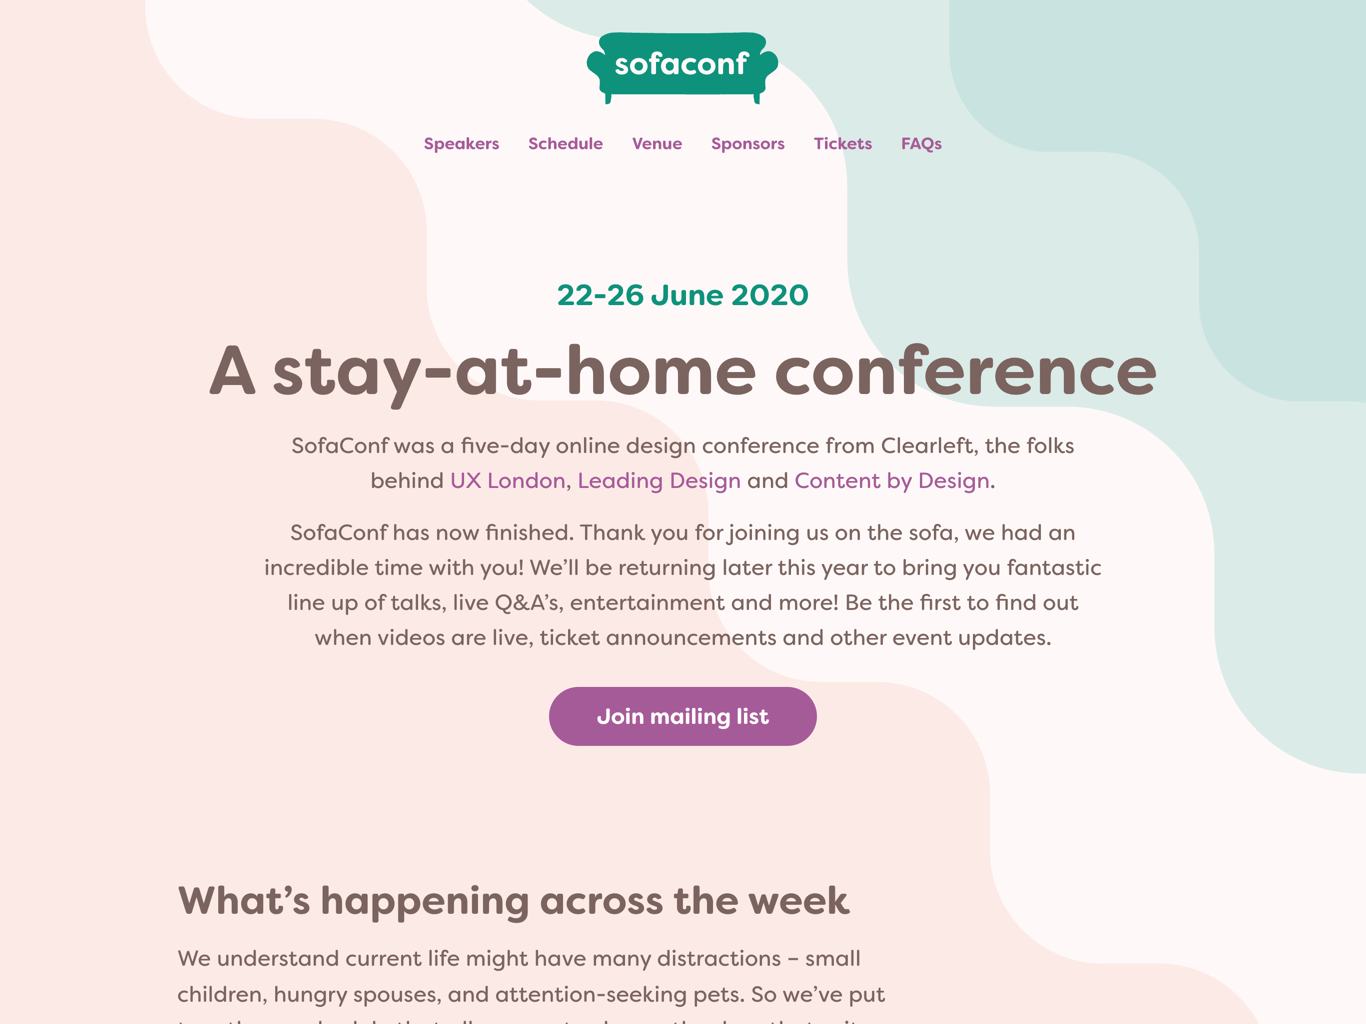 sofaconf
Speakers Schedule Venue Sponsors Tickets FAQs
22-26 June 2020
A stay-at-home conference
SofaConf was a five-day online design conference from Clearleft, the folks
behind UX London, Leading Design and Content by Design.
SofaConf has now finished. Thank you for joining us on the sofa, we had an
incredible time with you! We’ll be returning later this year to bring you fantastic
line up of talks, live Q&A’s, entertainment and more! Be the first to find out
when videos are live, ticket announcements and other event updates.
Join mailing list
What’s happening across the week
We understand current life might have many distractions – small
children, hungry spouses, and attention-seeking pets. So we’ve put